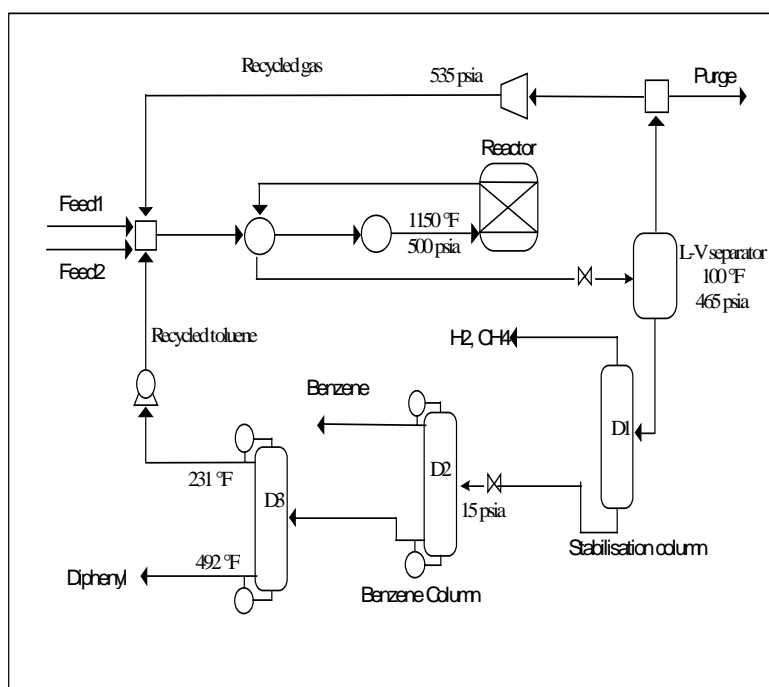 Recycled gas
535 psia
Purge
Reactor
Feed1
1150 °F
500 psia
Feed2
L-V separator
100 °F
465 psia
Recycled toluene
H2, CH4
Benzene
D1
D2
231 °F
D3
15 psia
Stabilisation column
492 °F
Diphenyl
Benzene Column